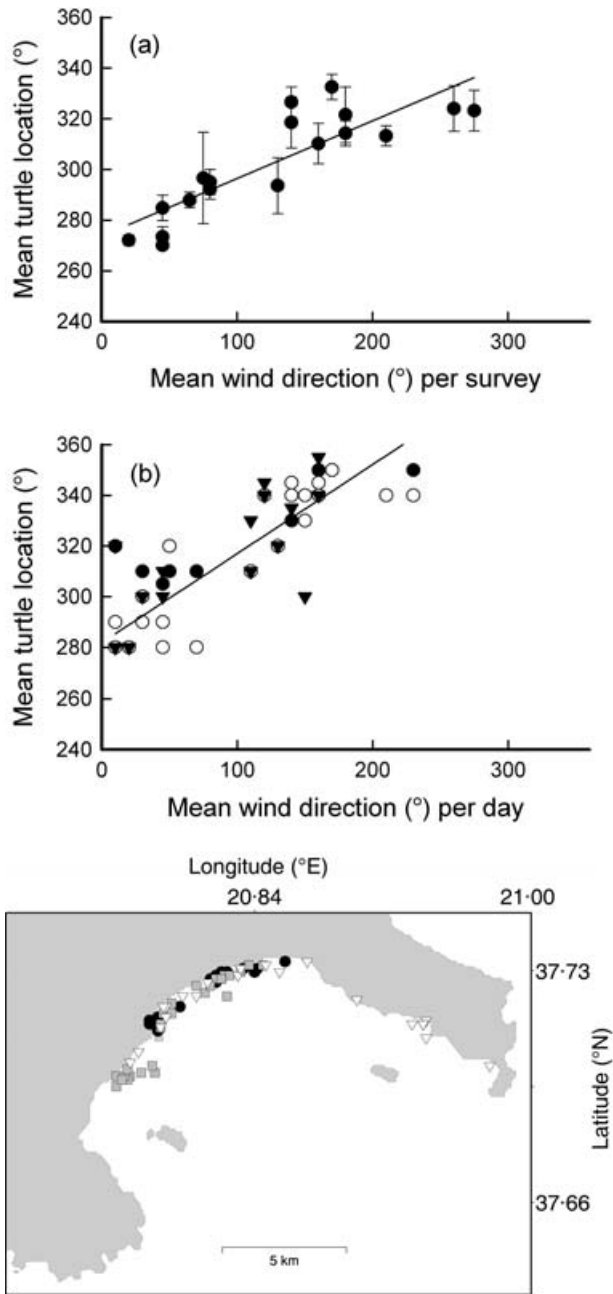 (a)
Mean turtle location (°)
360
340
320
300
280
260
240
0 100 200 300
Mean wind direction (°) per survey
(b)
Mean turtle location (°)
360
340
320
300
280
260
240
0 100 200 300
Mean wind direction (°) per day
Longitude (°E)
20·84 21·00
37·73
Latitude (°N)
37·66
5 km